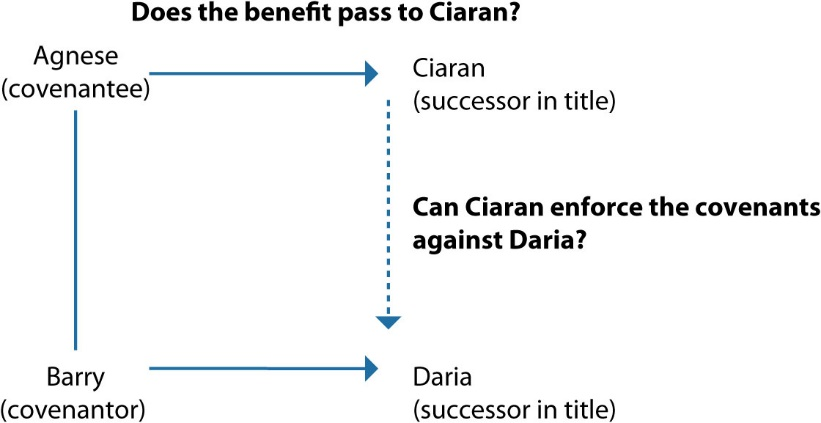 Does the benefit pass to Ciaran?
Agnese
(covenantee)
Ciaran
(successor in title)
Can Ciaran enforce the covenants
against Daria?
Barry
(covenantor)
Daria
(successor in title)